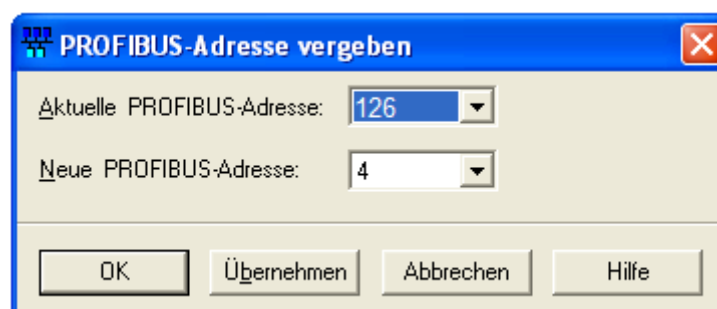 PROFIBUS-Adresse vergeben
Aktuelle PROFIBUS-Adresse: 126
Neue PROFIBUS-Adresse: 4
OK Übernehmen Abbrechen Hilfe